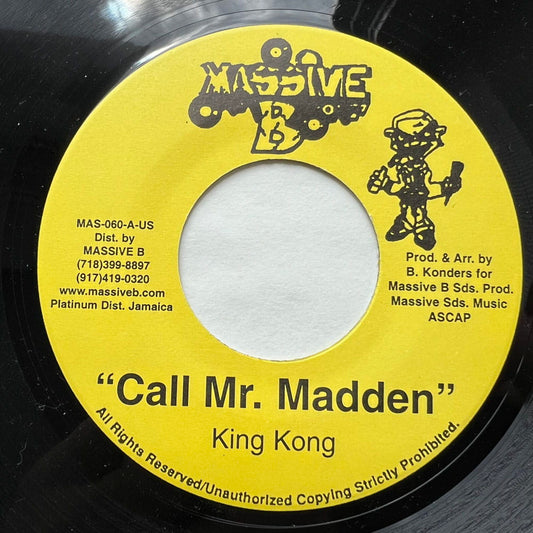 MASSIVE
B
MAS-060-A-US
Dist. by
MASSIVE B
(718)399-8897
(917)419-0320
www.massiveb.com
Platinum Dist. Jamaica
Prod. & Arr. by
B. Konders for
Massive B Sds. Prod.
Massive Sds. Music
ASCAP
“Call Mr. Madden”
King Kong
All Rights Reserved/Unauthorized Copying Strictly Prohibited.